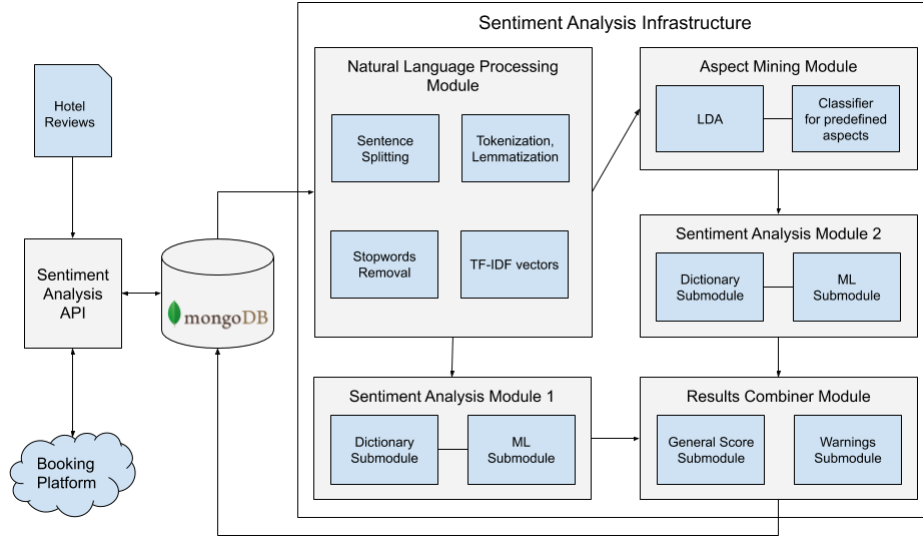 Sentiment Analysis Infrastructure
Hotel
Reviews
Sentiment
Analysis
API
Booking
Platform
mongoDB
Natural Language Processing
Module
Sentence
Splitting
Tokenization,
Lemmatization
Stopwords
Removal
TF-IDF vectors
Sentiment Analysis Module 1
Dictionary
Submodule
ML
Submodule
Aspect Mining Module
LDA
Classifier
for predefined
aspects
Sentiment Analysis Module 2
Dictionary
Submodule
ML
Submodule
Results Combiner Module
General Score
Submodule
Warnings
Submodule